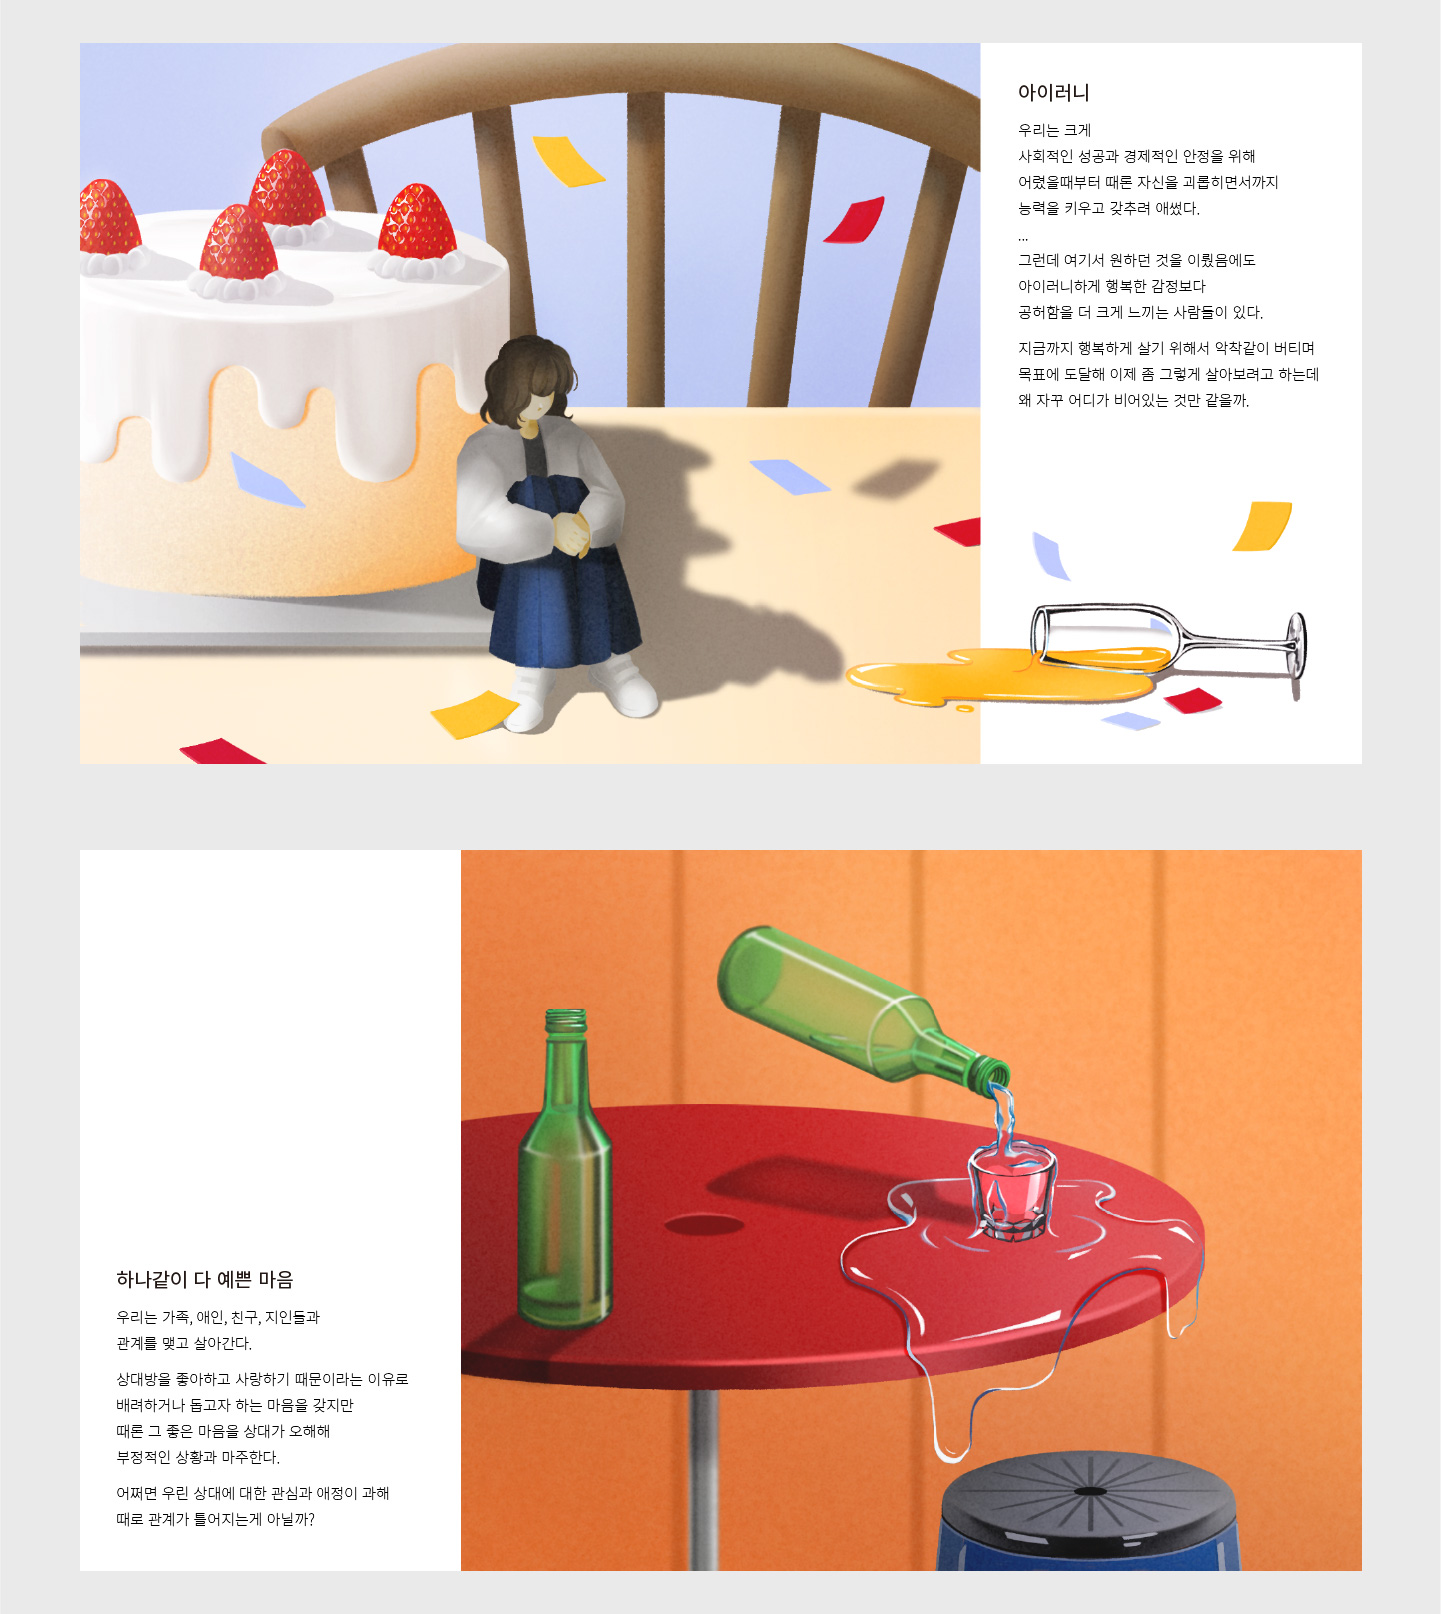 아이러니
우리는 크게
사회적인 성공과 경제적인 안정을 위해
어렸을때부터 때론 자신을 괴롭히면서까지
능력을 키우고 갖추려 애썼다.
...
그런데 여기서 원하던 것을 이뤘음에도
아이러니하게 행복한 감정보다
공허함을 더 크게 느끼는 사람들이 있다.
지금까지 행복하게 살기 위해서 악착같이 버티며
목표에 도달해 이제 좀 그렇게 살아보려고 하는데
왜 자꾸 어디가 비어있는 것만 같을까.
하나같이 다 예쁜 마음
우리는 가족, 애인, 친구, 지인들과
관계를 맺고 살아간다.
상대방을 좋아하고 사랑하기 때문이라는 이유로
배려하거나 돕고자 하는 마음을 갖지만
때론 그 좋은 마음을 상대가 오해해
부정적인 상황과 마주한다.
어쩌면 우린 상대에 대한 관심과 애정이 과해
때로 관계가 틀어지는게 아닐까?